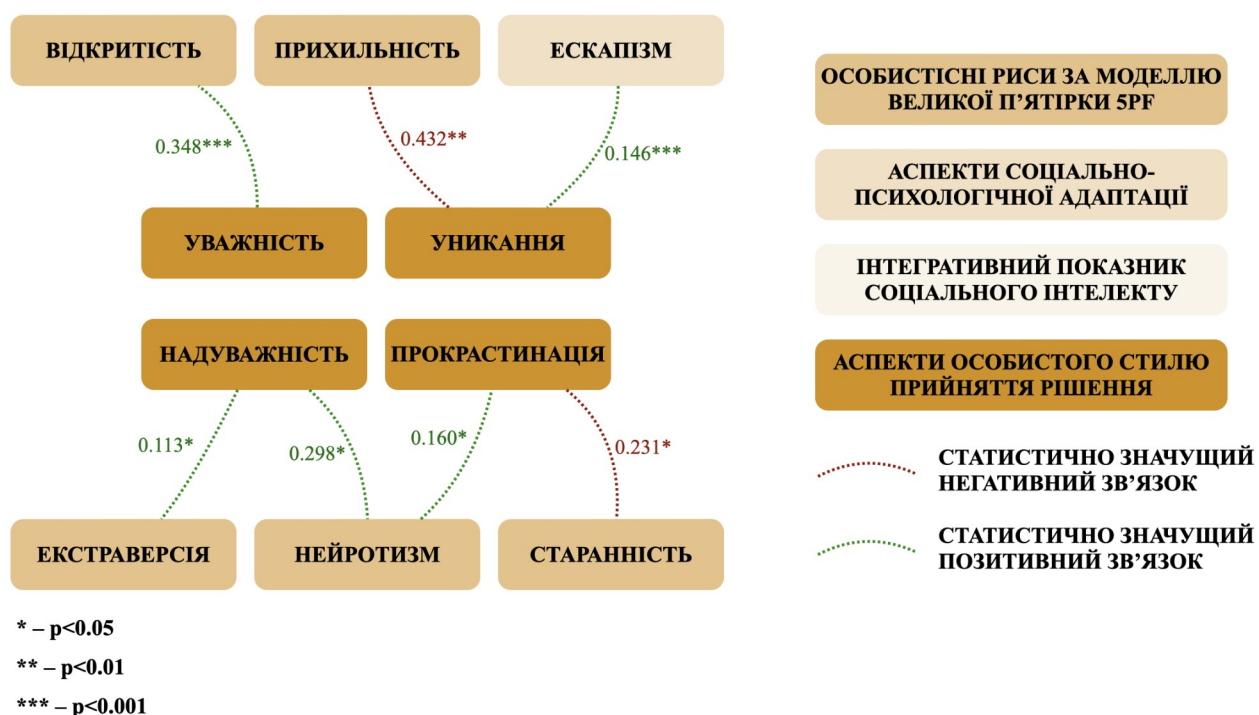 ВІДКРИТІСТЬ
ПРИХИЛЬНІСТЬ
ЕСКАПІЗМ
0.348***
0.432**
0.146***
УВАЖНІСТЬ
УНИКАННЯ
НАДУВАЖНІСТЬ
ПРОКРАСТИНАЦІЯ
0.113*
0.298*
0.160*
0.231*
ЕКСТРАВЕРСІЯ
НЕЙРОТИЗМ
СТАРАННІСТЬ
* – p<0.05
** – p<0.01
*** – p<0.001
ОСОБИСТІСНІ РИСИ ЗА МОДЕЛЛЮ
ВЕЛИКОЇ П’ЯТІРКИ 5PF
АСПЕКТИ СОЦІАЛЬНО-
ПСИХОЛОГІЧНОЇ АДАПТАЦІЇ
ІНТЕГРАТИВНИЙ ПОКАЗНИК
СОЦІАЛЬНОГО ІНТЕЛЕКТУ
АСПЕКТИ ОСОБИСТОГО СТИЛЮ
ПРИЙНЯТТЯ РІШЕННЯ
СТАТИСТИЧНО ЗНАЧУЩИЙ
НЕГАТИВНИЙ ЗВ’ЯЗОК
СТАТИСТИЧНО ЗНАЧУЩИЙ
ПОЗИТИВНИЙ ЗВ’ЯЗОК